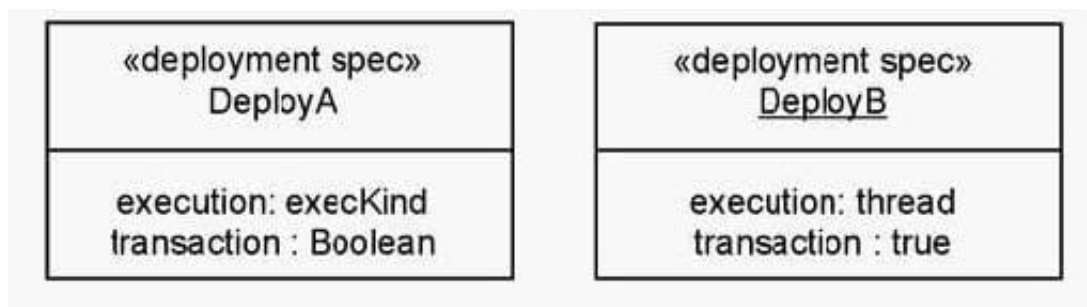 «deployment spec»
DeployA
execution: execKind
transaction : Boolean
«deployment spec»
DeployB
execution: thread
transaction : true